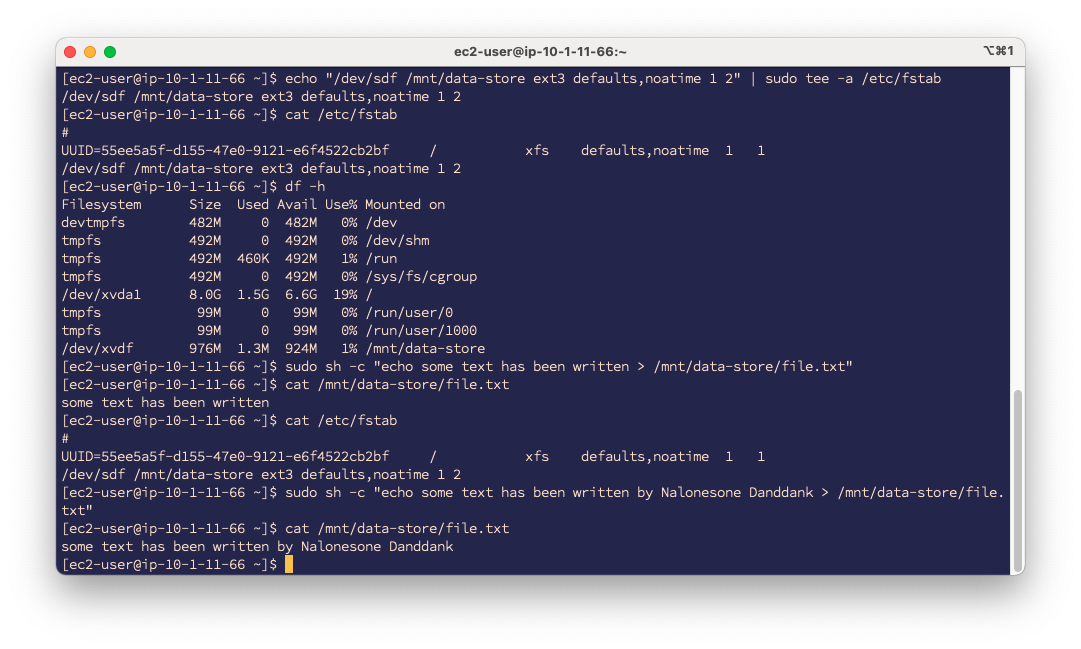 ec2-user@ip-10-1-11-66:~
⌥⌘1
[ec2-user@ip-10-1-11-66 ~]$ echo "/dev/sdf /mnt/data-store ext3 defaults,noatime 1 2" | sudo tee -a /etc/fstab
/dev/sdf /mnt/data-store ext3 defaults,noatime 1 2
[ec2-user@ip-10-1-11-66 ~]$ cat /etc/fstab
#
UUID=55ee5a5f-d155-47e0-9121-e6f4522cb2bf     /           xfs    defaults,noatime  1   1
/dev/sdf /mnt/data-store ext3 defaults,noatime 1 2
[ec2-user@ip-10-1-11-66 ~]$ df -h
Filesystem      Size  Used Avail Use% Mounted on
devtmpfs        482M     0  482M   0% /dev
tmpfs           492M     0  492M   0% /dev/shm
tmpfs           492M  460K  492M   1% /run
tmpfs           492M     0  492M   0% /sys/fs/cgroup
/dev/xvda1      8.0G  1.5G  6.6G  19% /
tmpfs            99M     0   99M   0% /run/user/0
tmpfs            99M     0   99M   0% /run/user/1000
/dev/xvdf       976M  1.3M  924M   1% /mnt/data-store
[ec2-user@ip-10-1-11-66 ~]$ sudo sh -c "echo some text has been written > /mnt/data-store/file.txt"
[ec2-user@ip-10-1-11-66 ~]$ cat /mnt/data-store/file.txt
some text has been written
[ec2-user@ip-10-1-11-66 ~]$ cat /etc/fstab
#
UUID=55ee5a5f-d155-47e0-9121-e6f4522cb2bf     /           xfs    defaults,noatime  1   1
/dev/sdf /mnt/data-store ext3 defaults,noatime 1 2
[ec2-user@ip-10-1-11-66 ~]$ sudo sh -c "echo some text has been written by Nalonesone Danddank > /mnt/data-store/file.
txt"
[ec2-user@ip-10-1-11-66 ~]$ cat /mnt/data-store/file.txt
some text has been written by Nalonesone Danddank
[ec2-user@ip-10-1-11-66 ~]$